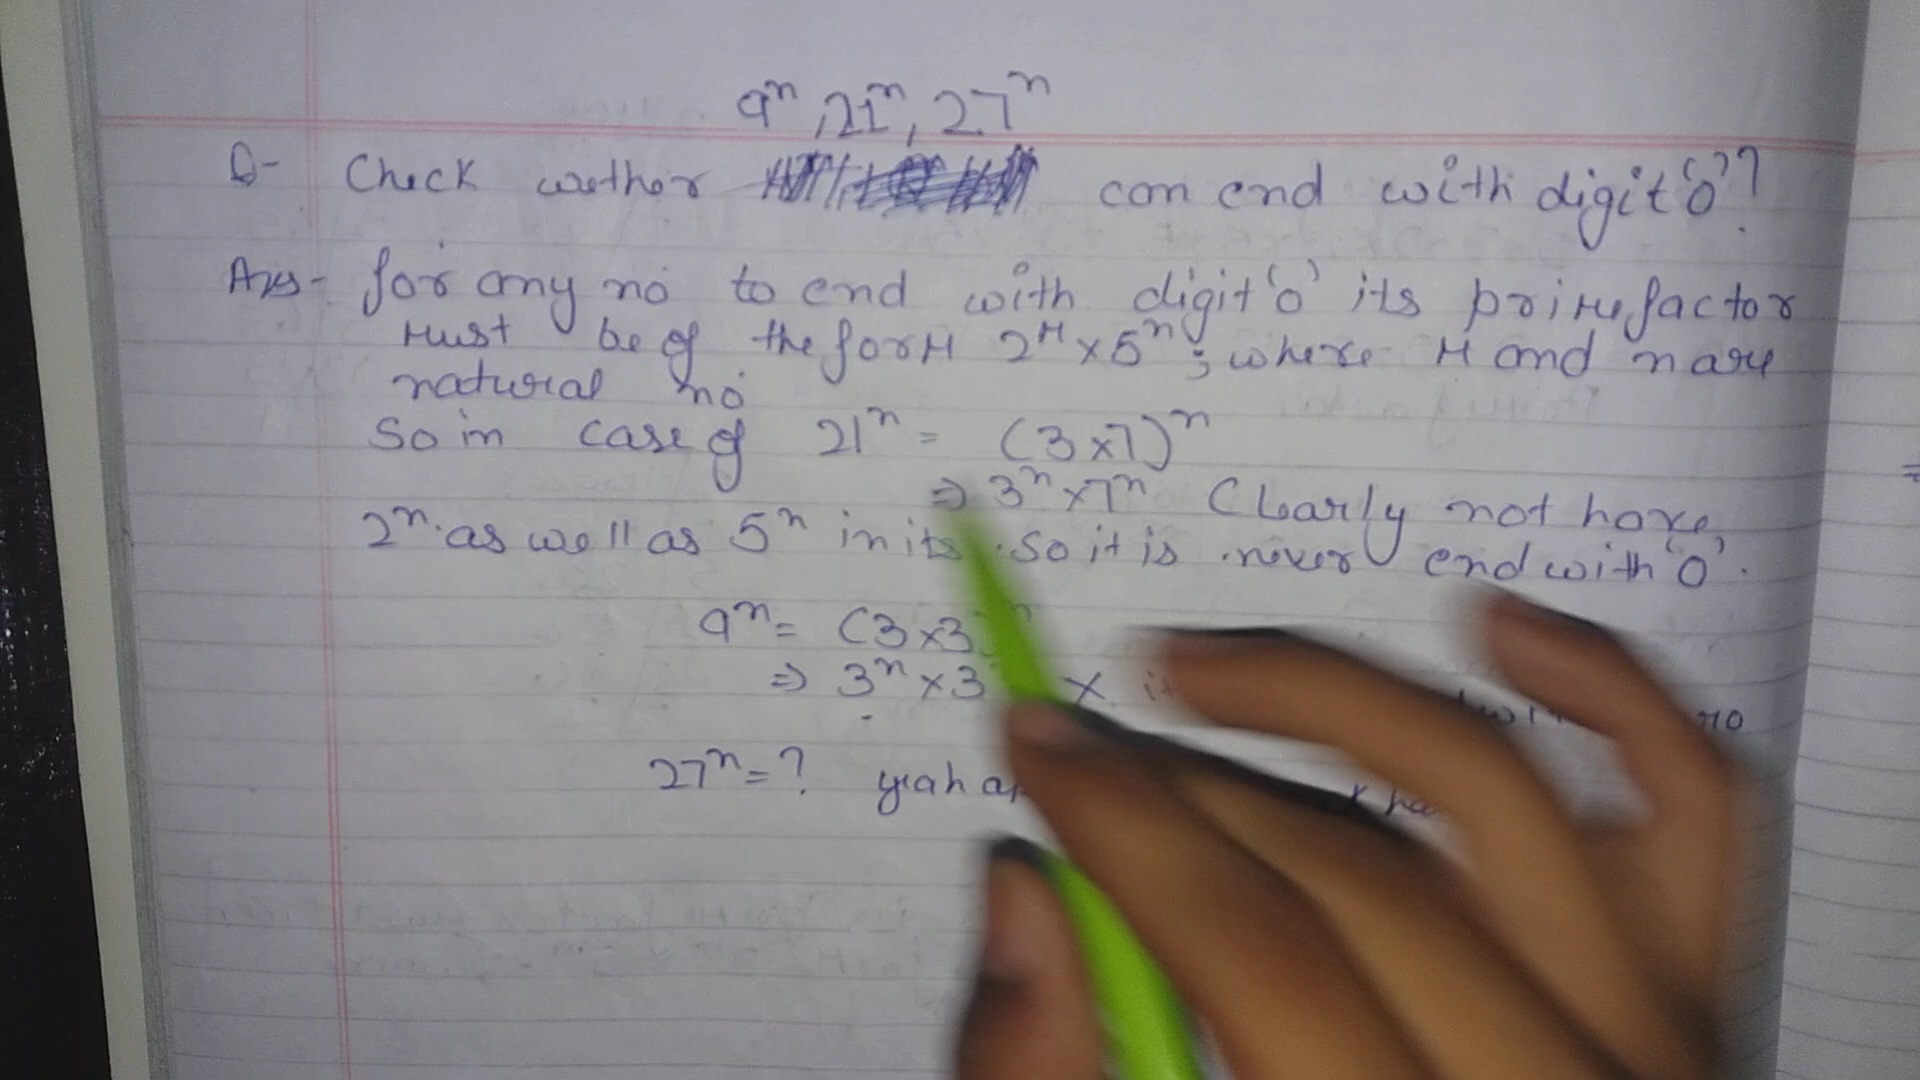 9ⁿ, 21ⁿ, 27ⁿ
Q- Check wethor can end with digit '0'?
Ans- for any no to end with digit '0' its prime factor
must be of the form 2ᴹ × 5ⁿ; where M and n are
natural no
So in case of 21ⁿ = (3×7)ⁿ
⇒ 3ⁿ×7ⁿ Clearly not have
2ⁿ as well as 5ⁿ in its. So it is never end with '0'.
9ⁿ = (3×3)ⁿ
⇒ 3ⁿ×3 × it
27ⁿ = ? yah